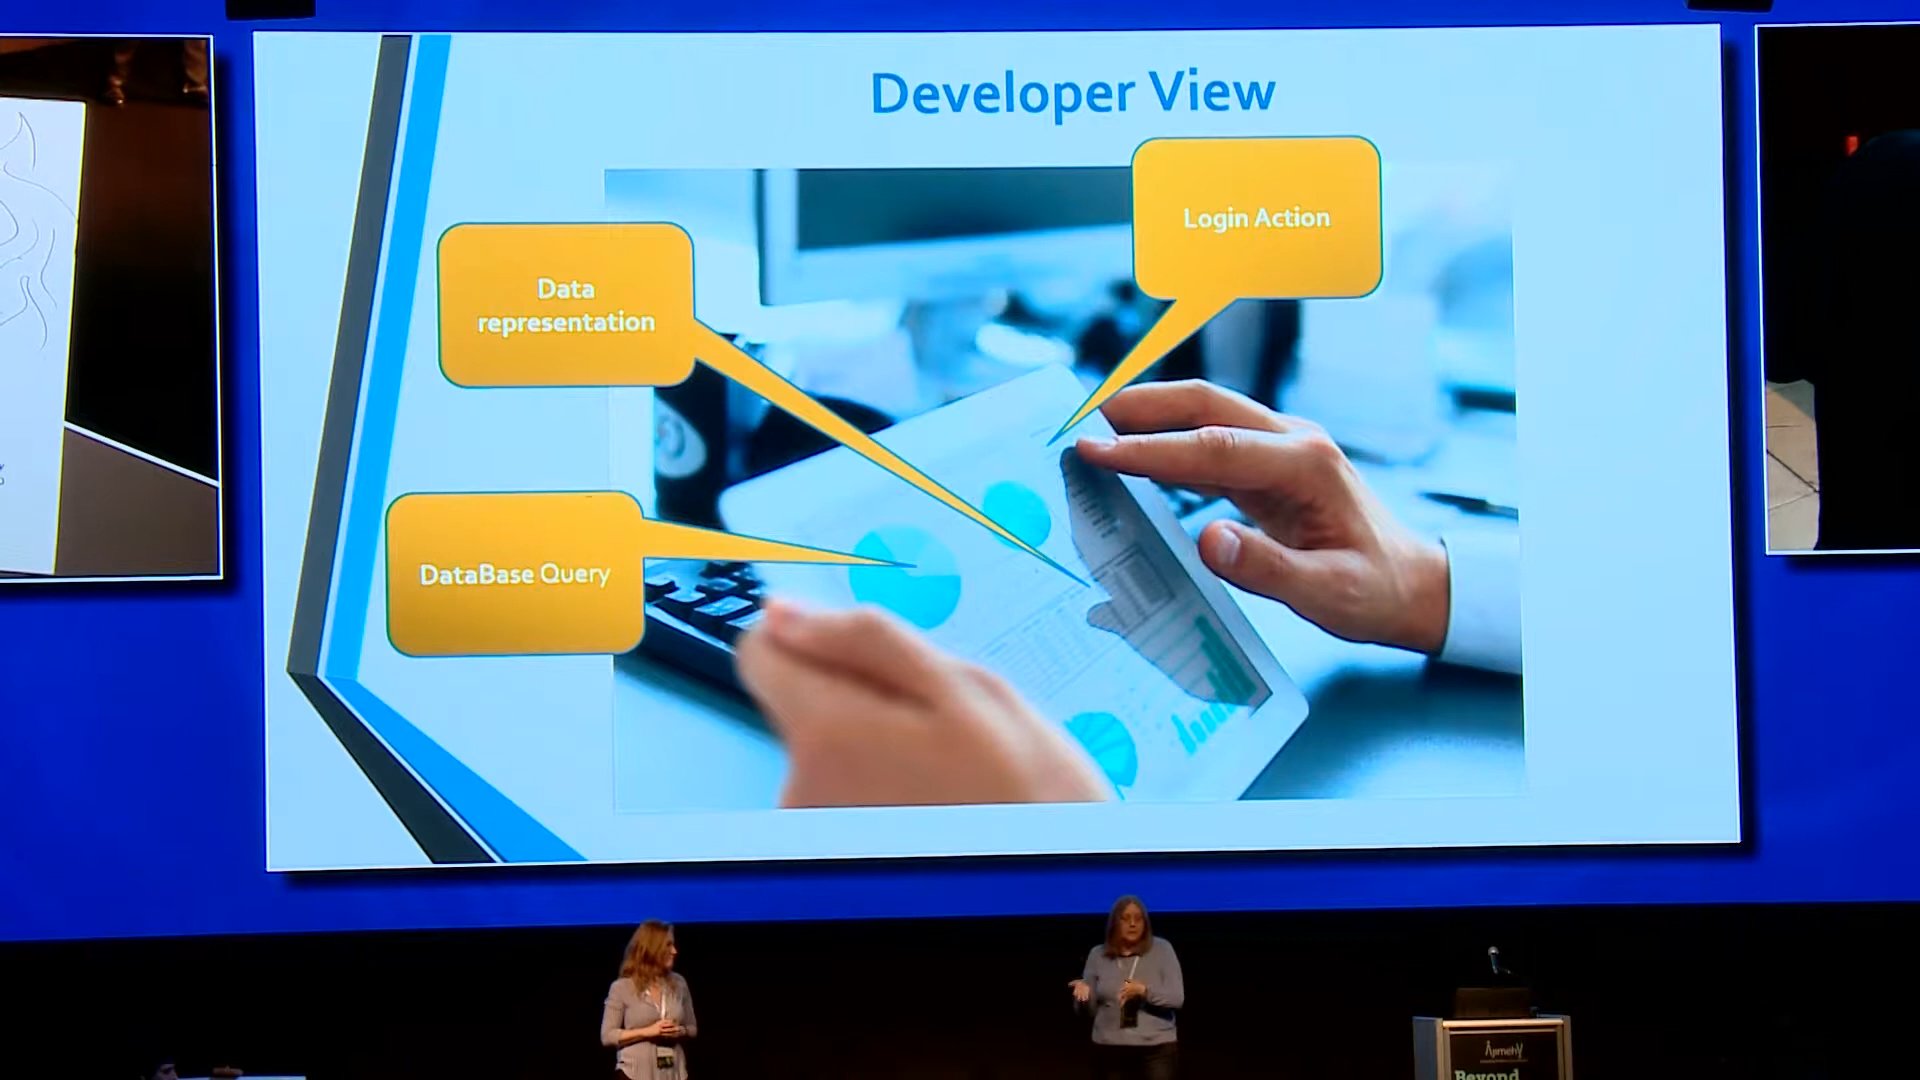 Developer View
Login Action
Data
representation
DataBase Query
Beyond